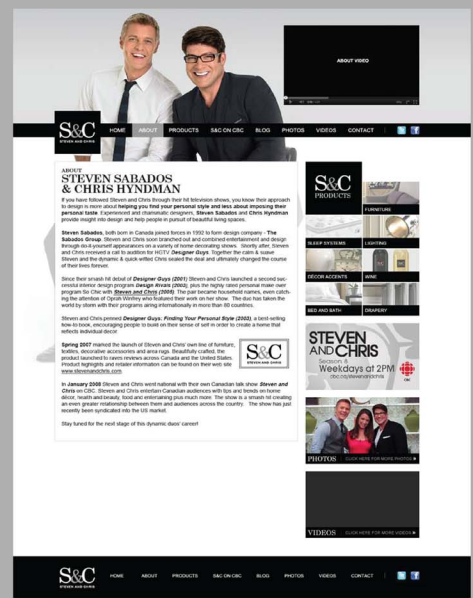 ABOUT VIDEO
S&C
STEVEN AND CHRIS
HOME ABOUT PRODUCTS S&C ON CBC BLOG PHOTOS VIDEOS CONTACT
ABOUT
STEVEN SABADOS
& CHRIS HYNDMAN
If you have followed Steven and Chris through their hit television shows, you know their approach
to design is more about helping you find your personal style and less about imposing their
personal taste. Experienced and charismatic designers, Steven Sabados and Chris Hyndman
provide insight into design and help people in pursuit of beautiful living spaces.
Steven Sabados, both born in Canada joined forces in 1992 to form design company - The
Sabados Group. Steven and Chris soon branched out and combined entertainment and design
through do-it-yourself appearances on a variety of home decorating shows. Shortly after, Steven
and Chris received a call to audition for HGTV Designer Guys. Together the calm & suave
Steven and the dynamic & quick-witted Chris sealed the deal and ultimately changed the course
of their lives forever.
Since their smash hit debut of Designer Guys (2001) Steven and Chris launched a second suc-
cessful interior design program Design Rivals (2003), plus the highly rated personal make over
program So Chic with Steven and Chris (2005). The pair became household names, even catch-
ing the attention of Oprah Winfrey who featured their work on her show. The duo has taken the
world by storm with their programs airing internationally in more than 80 countries.
Steven and Chris penned Designer Guys: Finding Your Personal Style (2003), a best-selling
how-to book, encouraging people to build on their sense of self in order to create a home that
reflects individual decor.
Spring 2007 marked the launch of Steven and Chris' own line of furniture,
textiles, decorative accessories and area rugs. Beautifully crafted, the
product launched to raves reviews across Canada and the United States.
Product highlights and retailer information can be found on their web site
www.stevenandchris.com.
S&C
STEVEN AND CHRIS
In January 2008 Steven and Chris went national with their own Canadian talk show Steven and
Chris on CBC. Steven and Chris entertain Canadian audiences with tips and trends on home
décor, health and beauty, food and entertaining plus much more. The show is a smash hit creating
an even greater relationship between them and audiences across the country. The show has just
recently been syndicated into the US market.
Stay tuned for the next stage of this dynamic duos' career!
S&C
PRODUCTS
FURNITURE
SLEEP SYSTEMS
LIGHTING
DÉCOR ACCENTS
WINE
BED AND BATH
DRAPERY
STEVEN
AND CHRIS
Season 4
Weekdays at 2PM
cbc.ca/stevenandchris
CBC
PHOTOS CLICK HERE FOR MORE PHOTOS
VIDEOS CLICK HERE FOR MORE VIDEOS
S&C
STEVEN AND CHRIS
HOME ABOUT PRODUCTS S&C ON CBC BLOG PHOTOS VIDEOS CONTACT